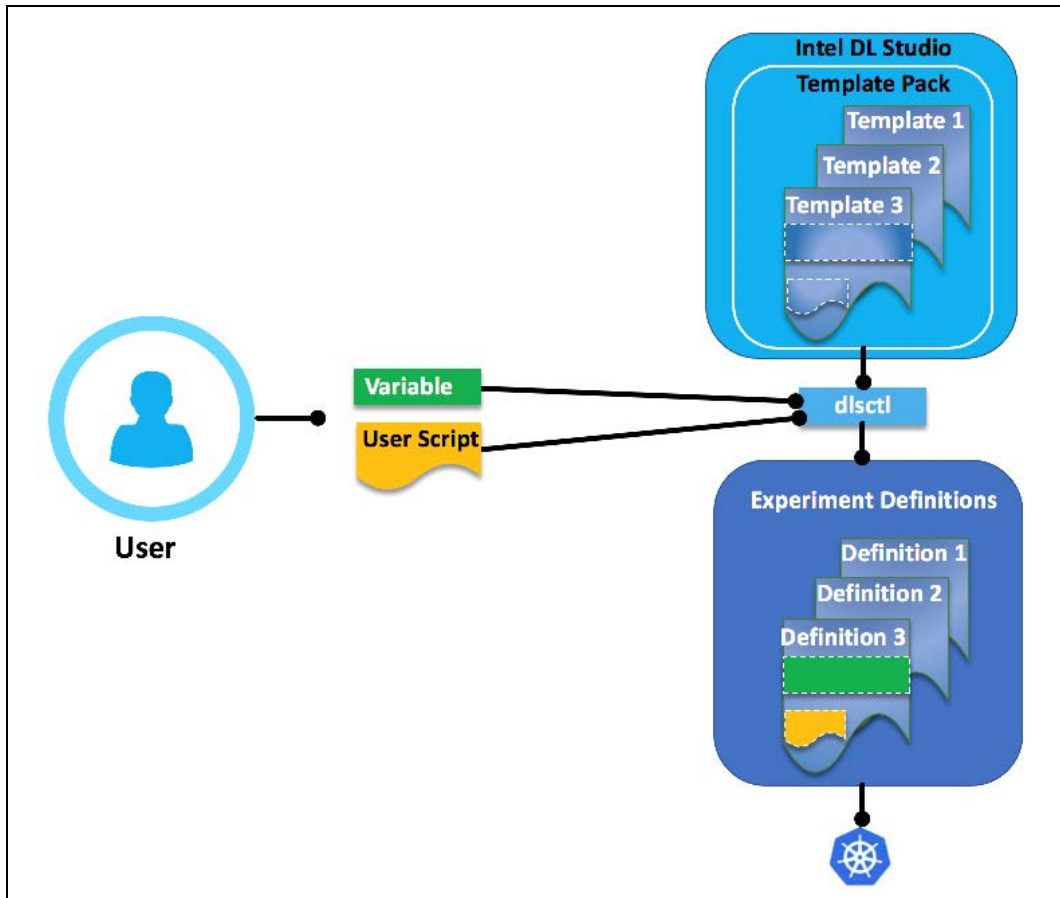 Intel DL Studio
Template Pack
Template 1
Template 2
Template 3
Variable
User Script
dlsctl
User
Experiment Definitions
Definition 1
Definition 2
Definition 3